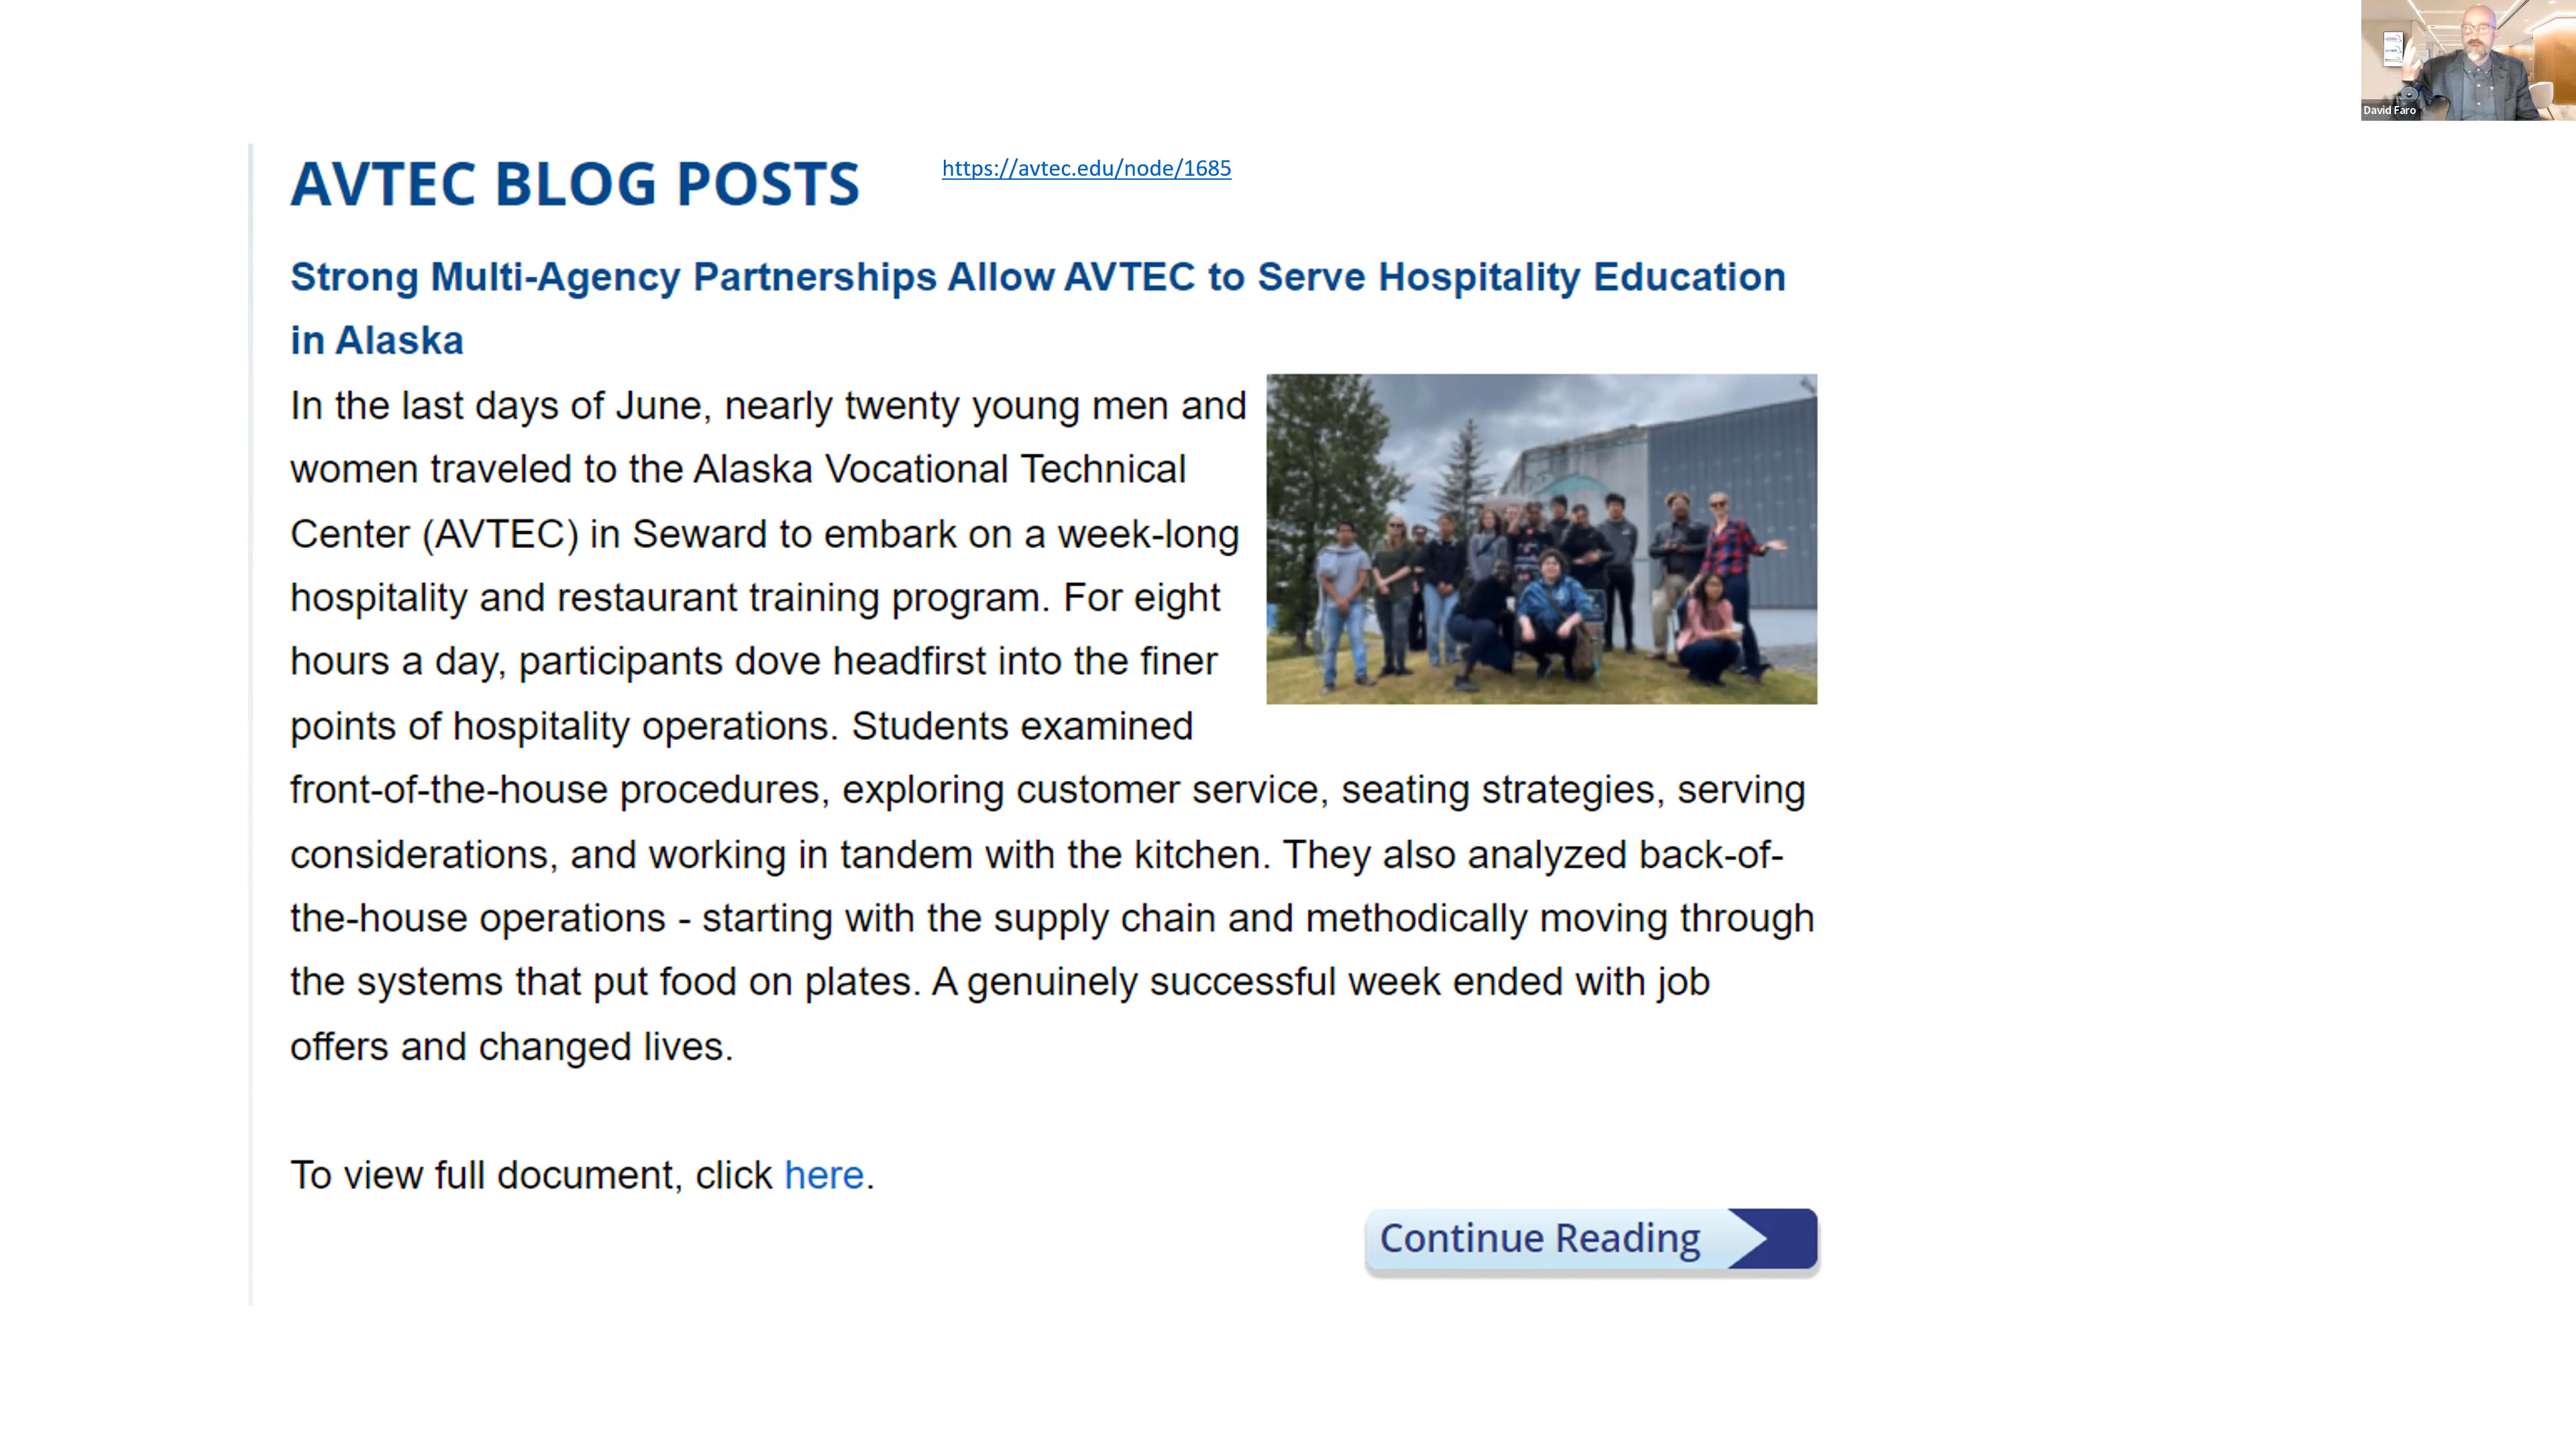 David Faro
AVTEC BLOG POSTS
https://avtec.edu/node/1685
Strong Multi-Agency Partnerships Allow AVTEC to Serve Hospitality Education
in Alaska
In the last days of June, nearly twenty young men and
women traveled to the Alaska Vocational Technical
Center (AVTEC) in Seward to embark on a week-long
hospitality and restaurant training program. For eight
hours a day, participants dove headfirst into the finer
points of hospitality operations. Students examined
front-of-the-house procedures, exploring customer service, seating strategies, serving
considerations, and working in tandem with the kitchen. They also analyzed back-of-
the-house operations - starting with the supply chain and methodically moving through
the systems that put food on plates. A genuinely successful week ended with job
offers and changed lives.
To view full document, click here.
Continue Reading